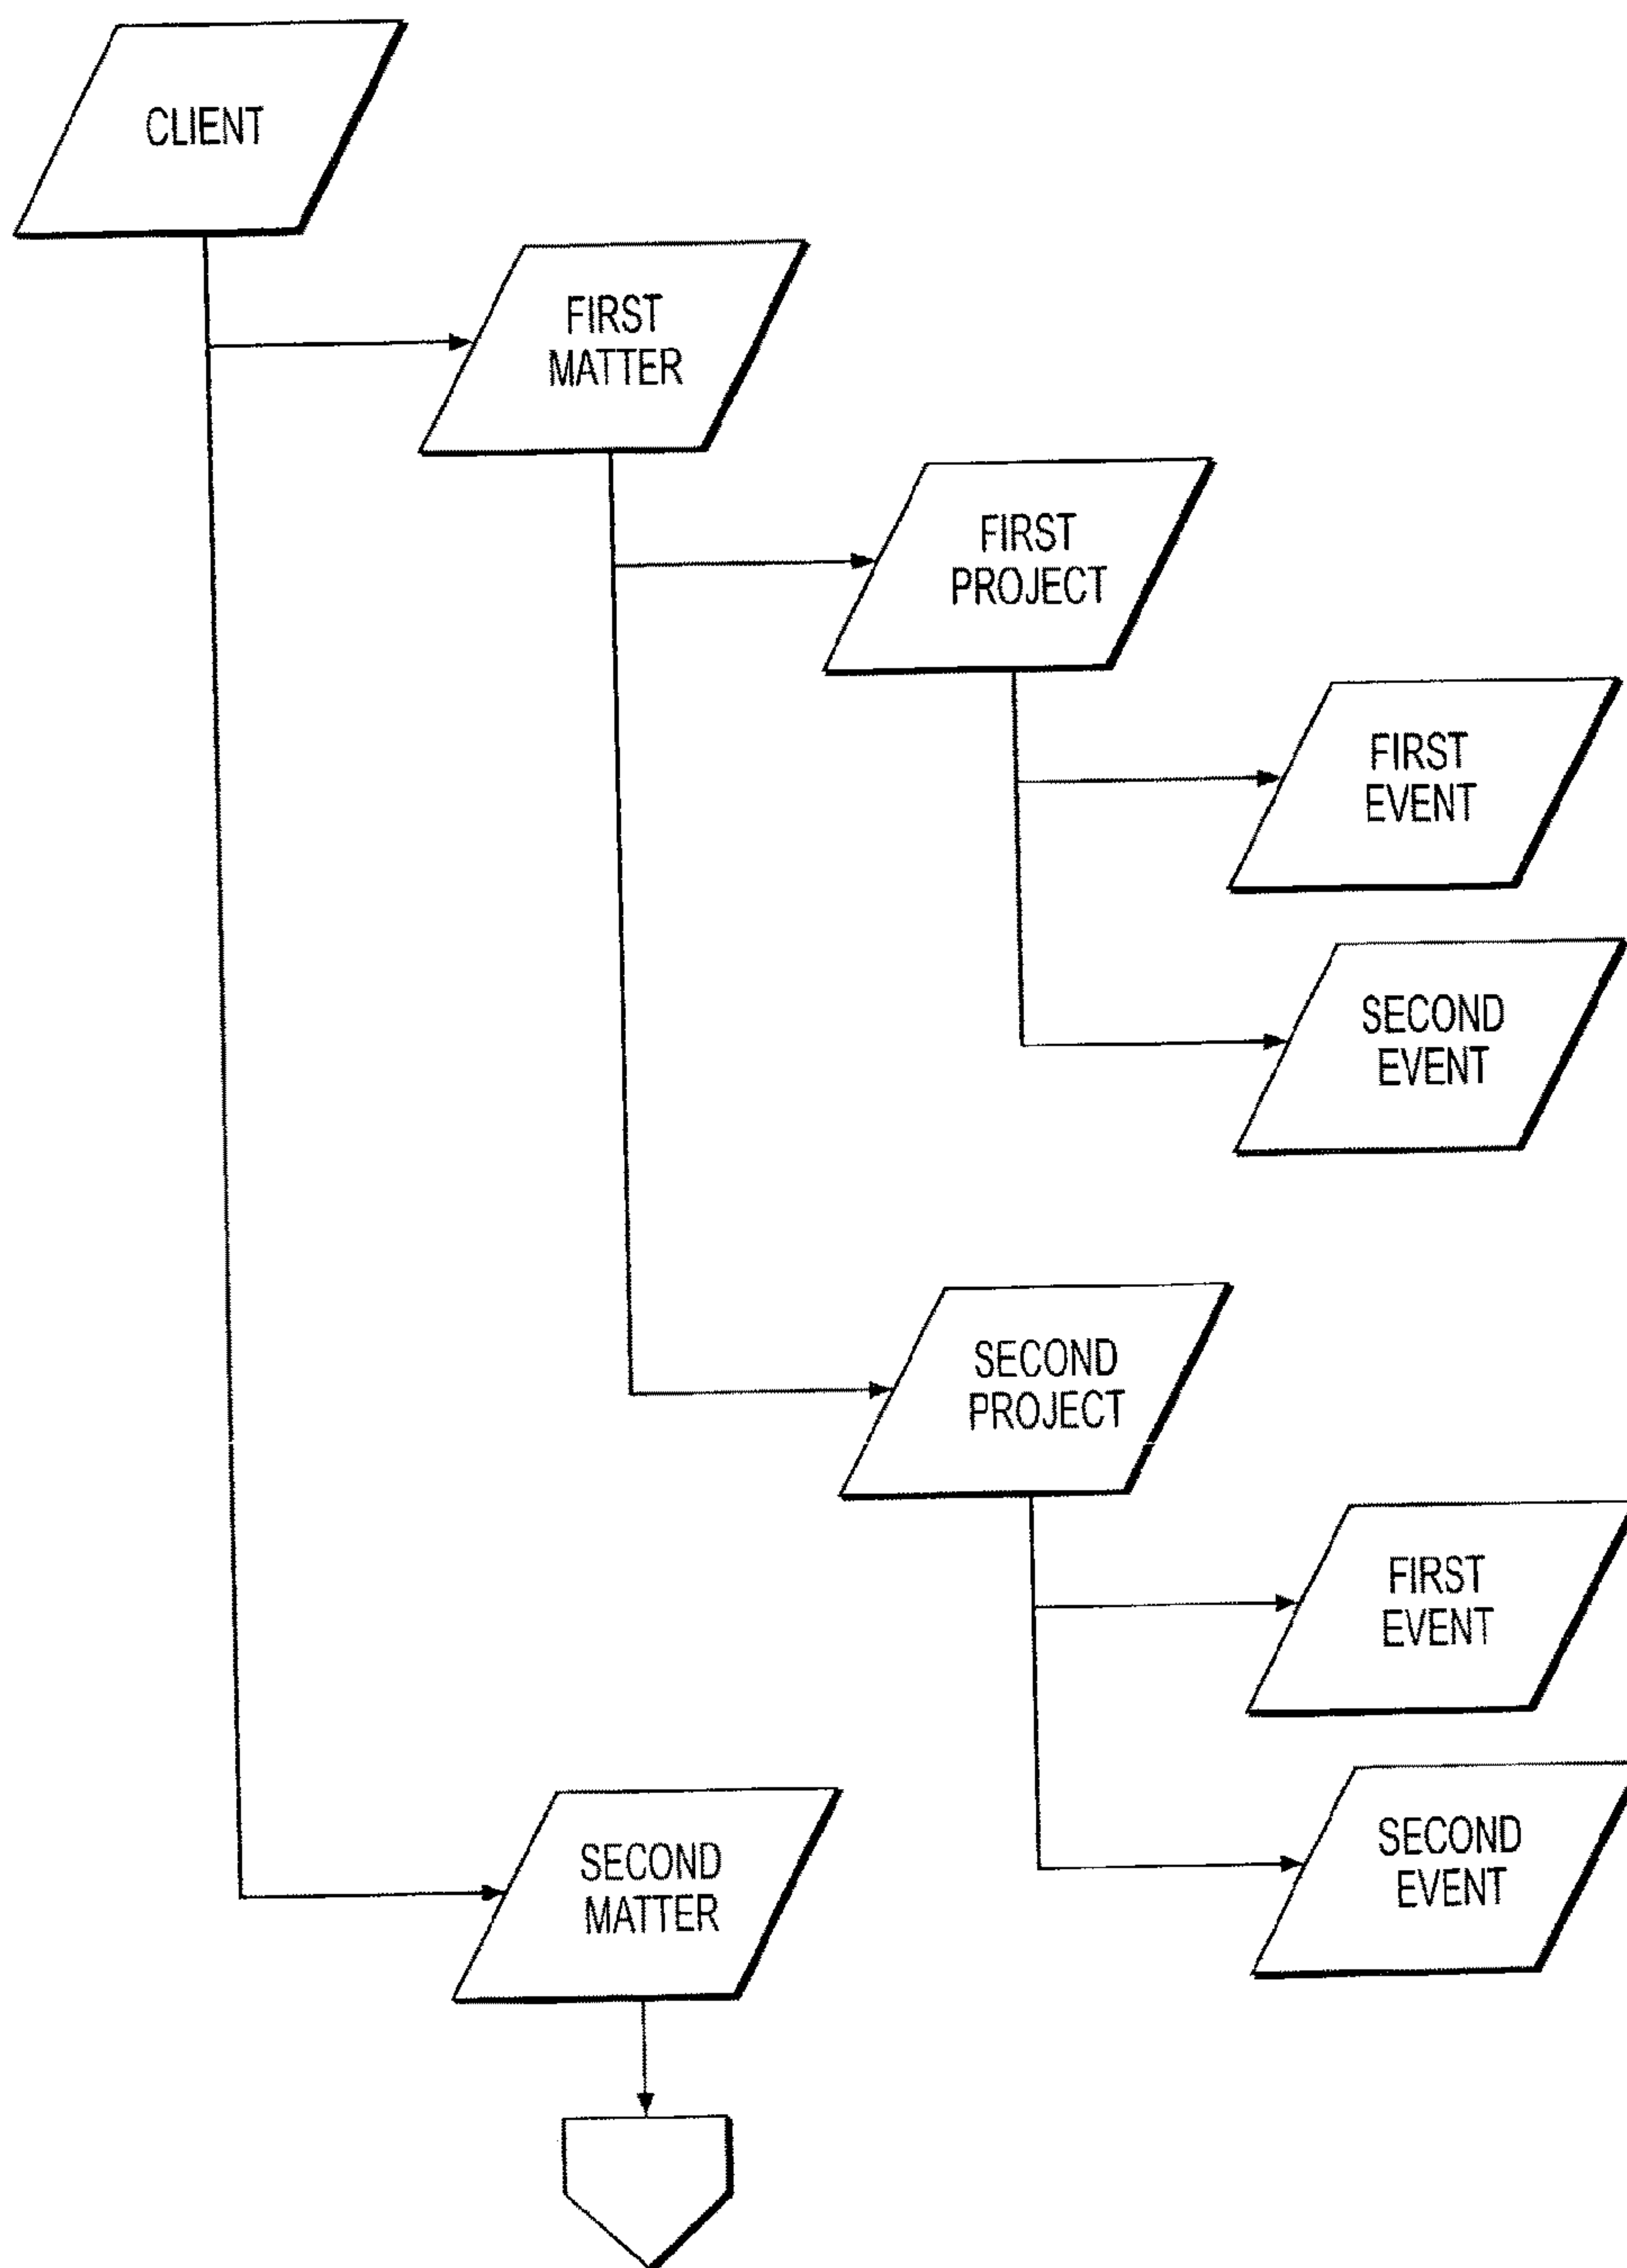 CLIENT
FIRST
MATTER
FIRST
PROJECT
FIRST
EVENT
SECOND
EVENT
SECOND
PROJECT
FIRST
EVENT
SECOND
EVENT
SECOND
MATTER